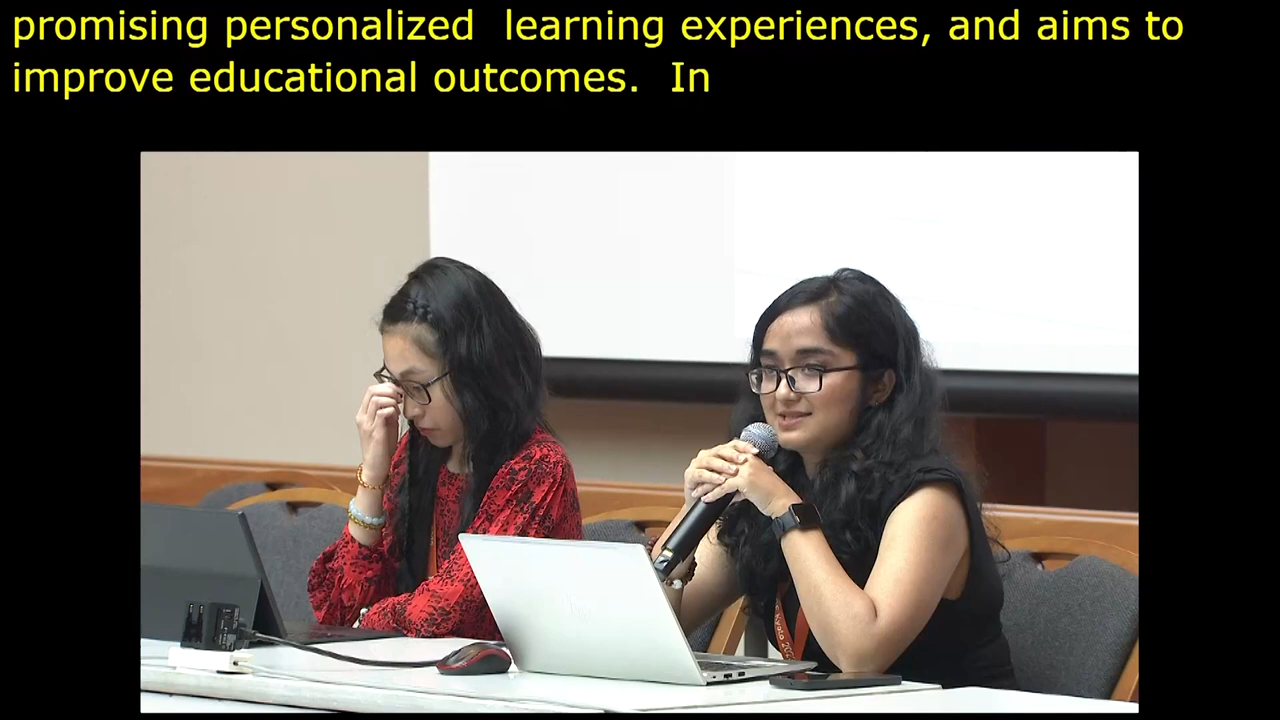 promising personalized  learning experiences, and aims to
improve educational outcomes.  In